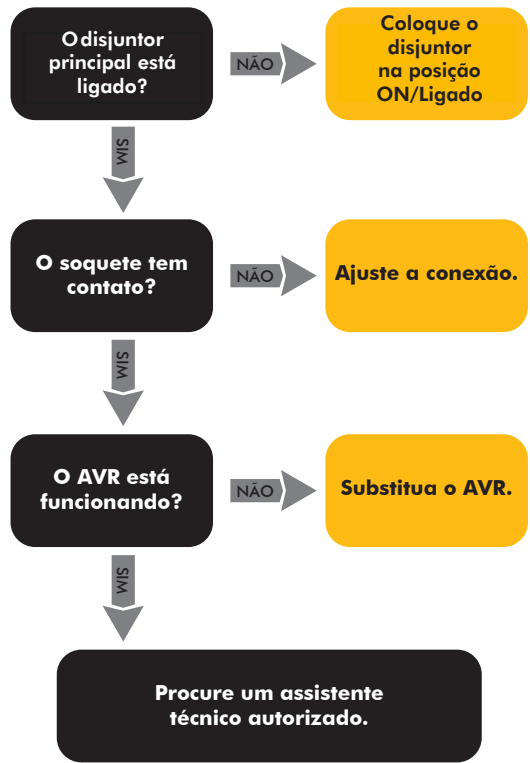 O disjuntor
principal está
ligado?
NÃO
Coloque o
disjuntor
na posição
ON/Ligado
SIM
O soquete tem
contato?
NÃO
Ajuste a conexão.
SIM
O AVR está
funcionando?
NÃO
Substitua o AVR.
SIM
Procure um assistente
técnico autorizado.